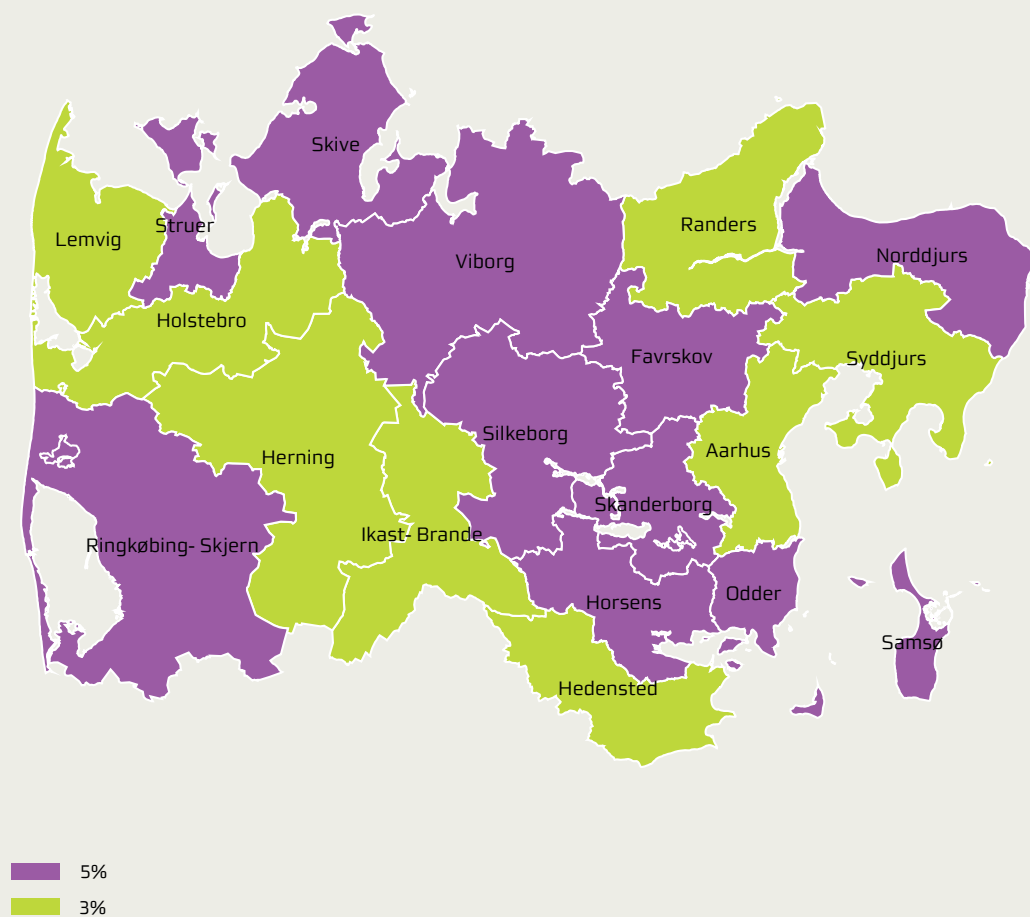 Skive
Struer
Lemvig
Randers
Norddjurs
Viborg
Holstebro
Favrskov
Syddjurs
Silkeborg
Aarhus
Herning
Skanderborg
Ikast- Brande
Ringkøbing- Skjern
Odder
Horsens
Samsø
Hedensted
5%
3%